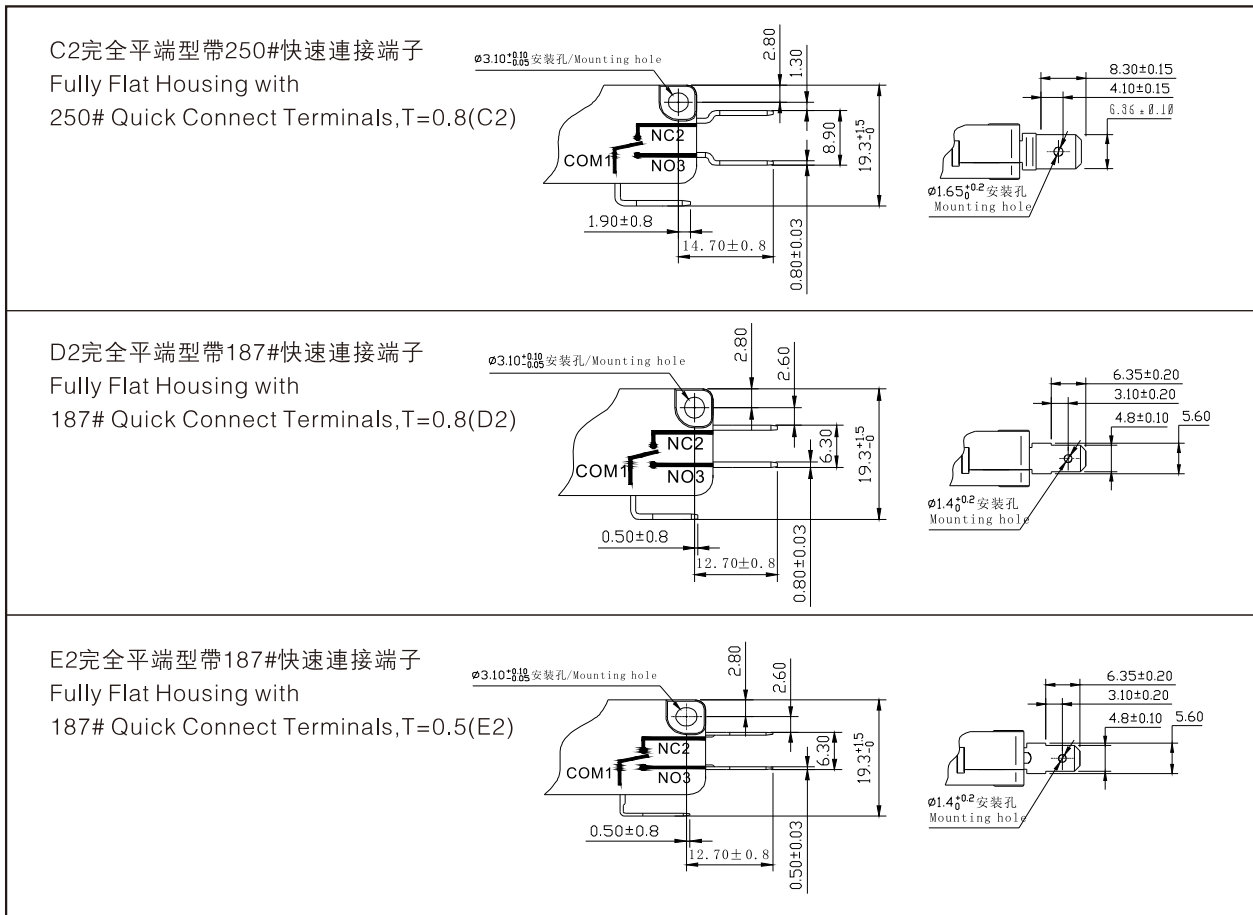 C2完全平端型帶250#快速連接端子
Fully Flat Housing with
250# Quick Connect Terminals,T=0.8(C2)
ø3.10+0.10-0.05安装孔/Mounting hole
2.80
1.30
8.90
19.3+1.5-0
NC2
COM1
NO3
1.90±0.8
14.70±0.8
0.80±0.03
8.30±0.15
4.10±0.15
6.36±0.10
ø1.65+0.2 0安装孔
Mounting hole
D2完全平端型帶187#快速連接端子
Fully Flat Housing with
187# Quick Connect Terminals,T=0.8(D2)
ø3.10+0.10-0.05安装孔/Mounting hole
2.80
2.60
6.30
19.3+1.5-0
NC2
COM1
NO3
0.50±0.8
12.70±0.8
0.80±0.03
6.35±0.20
3.10±0.20
4.8±0.10
5.60
ø1.4+0.2 0安装孔
Mounting hole
E2完全平端型帶187#快速連接端子
Fully Flat Housing with
187# Quick Connect Terminals,T=0.5(E2)
ø3.10+0.10-0.05安装孔/Mounting hole
2.80
2.60
6.30
19.3+1.5-0
NC2
COM1
NO3
0.50±0.8
12.70±0.8
0.50±0.03
6.35±0.20
3.10±0.20
4.8±0.10
5.60
ø1.4+0.2 0安装孔
Mounting hole